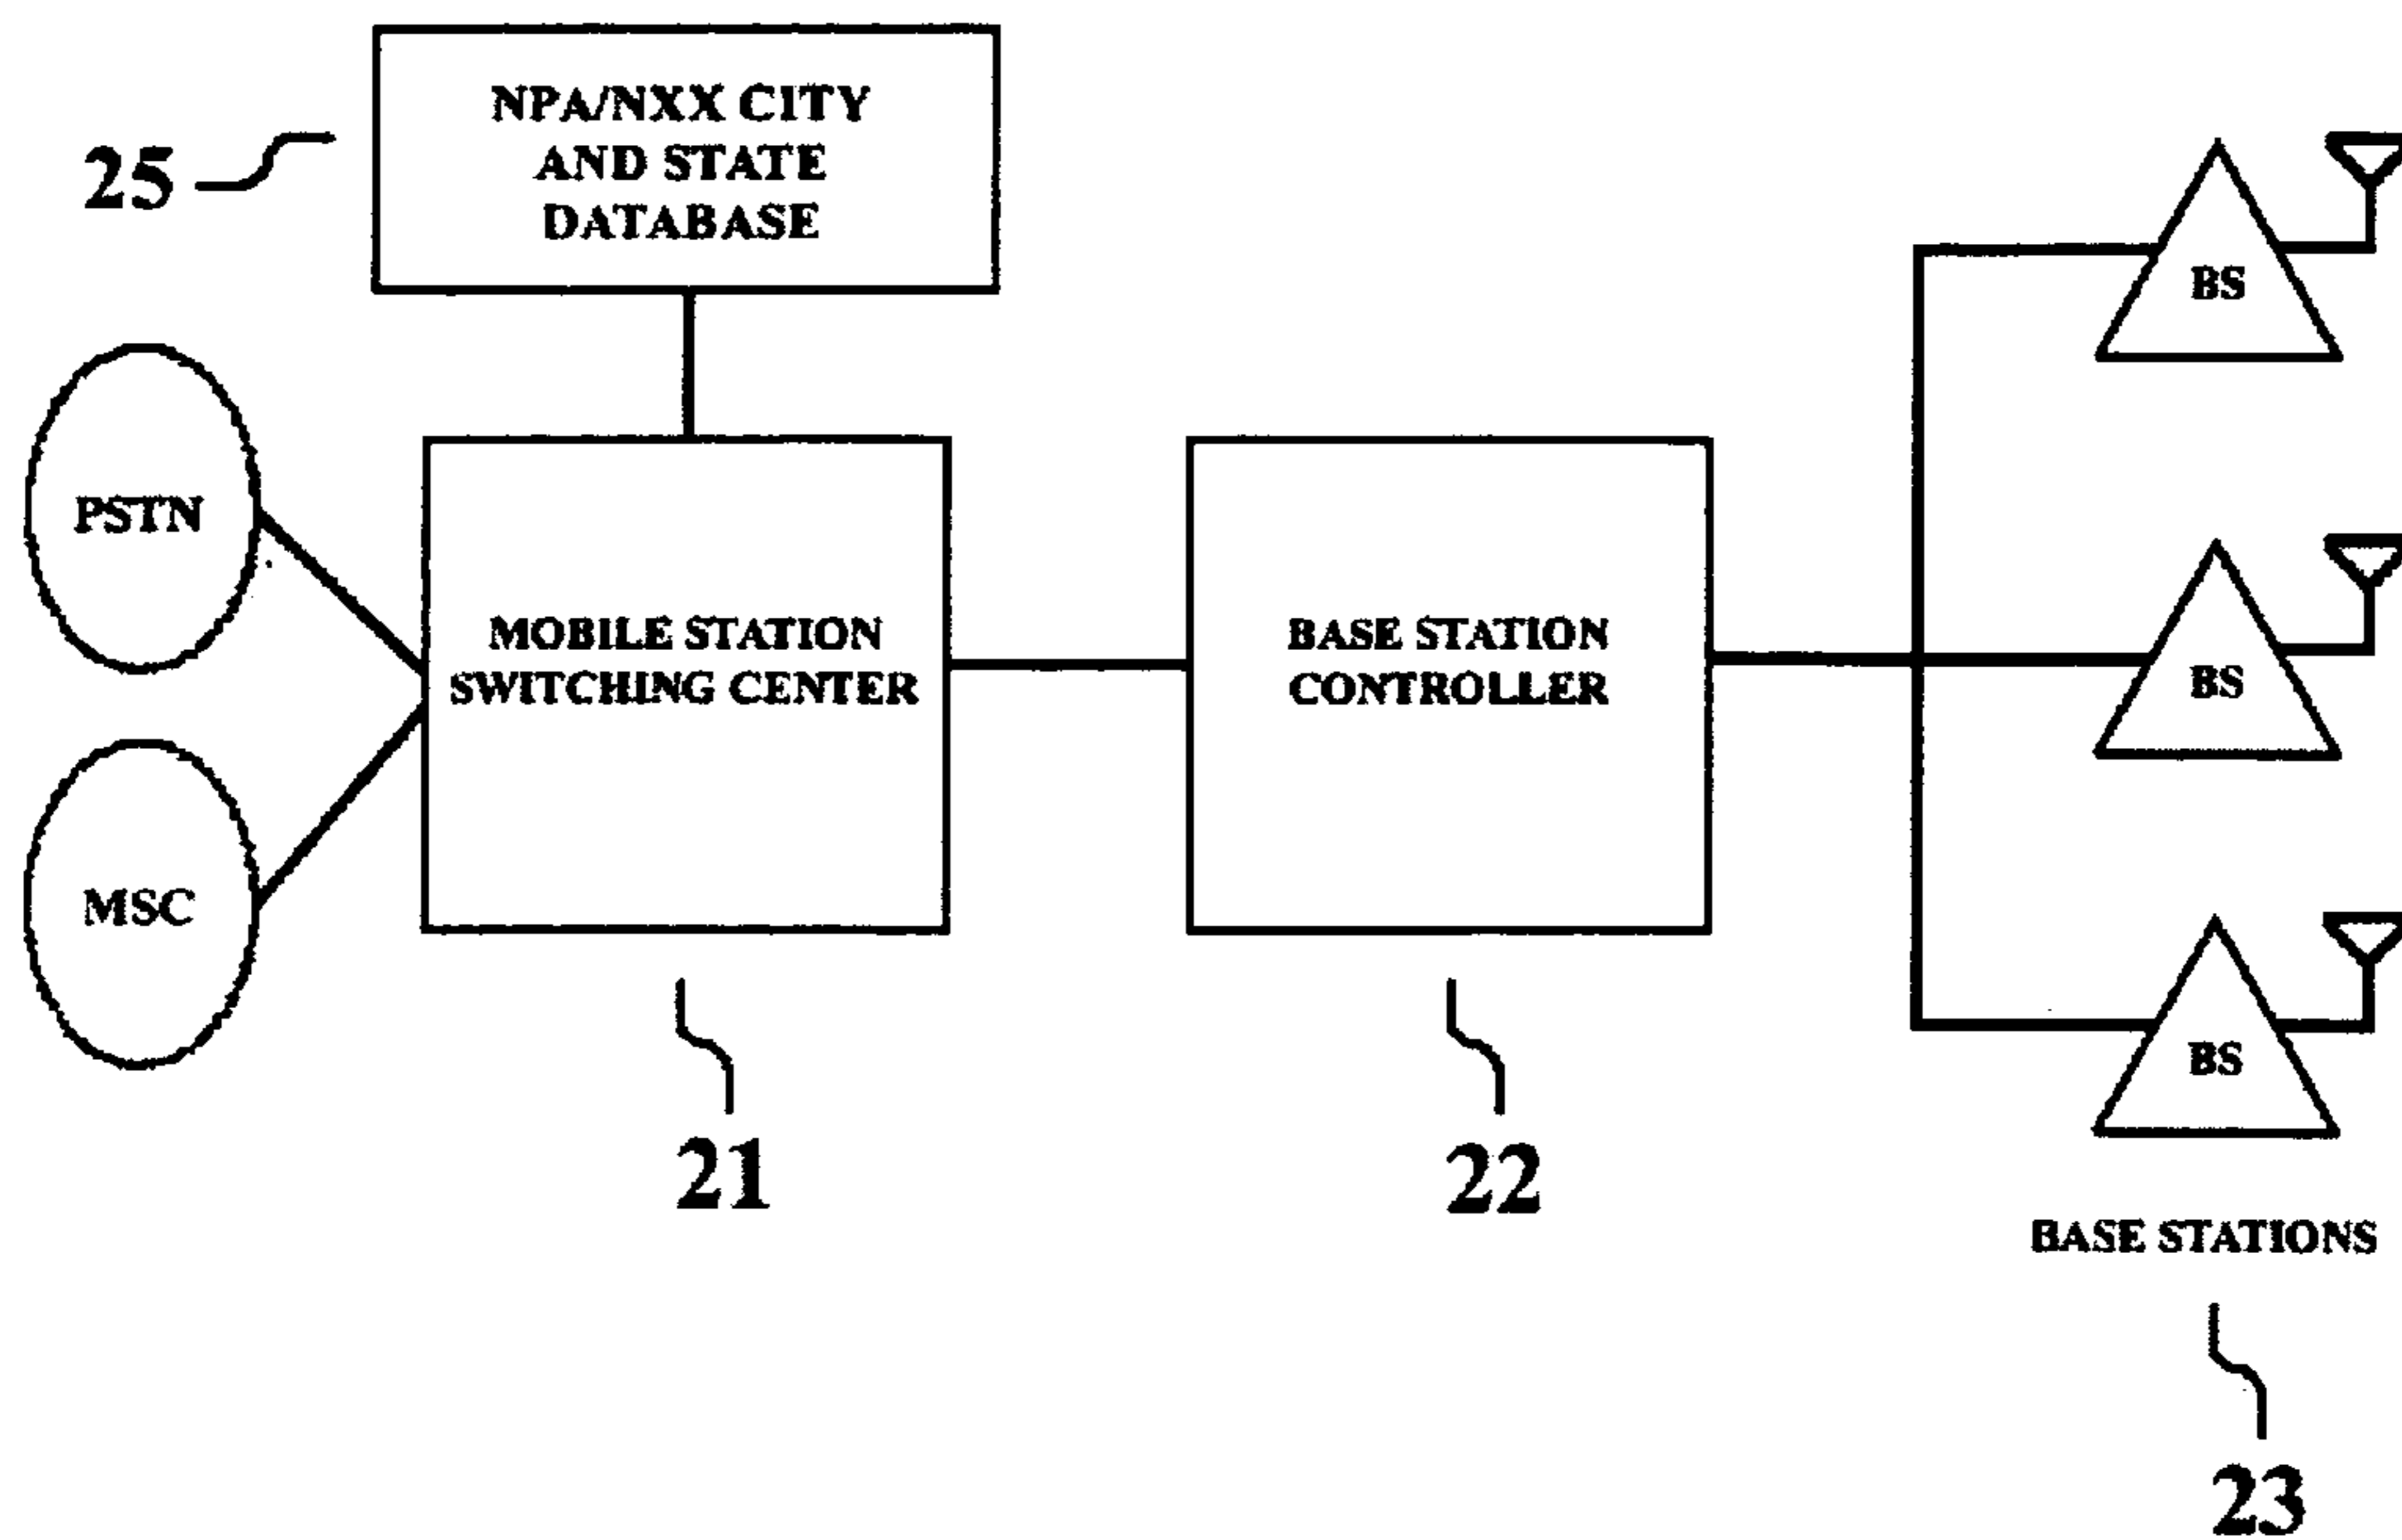 NPA/NXX CITY
AND STATE
DATABASE
25
BS
PSTN
MOBILE STATION
SWITCHING CENTER
BASE STATION
CONTROLLER
BS
MSC
BS
21
22
BASE STATIONS
23